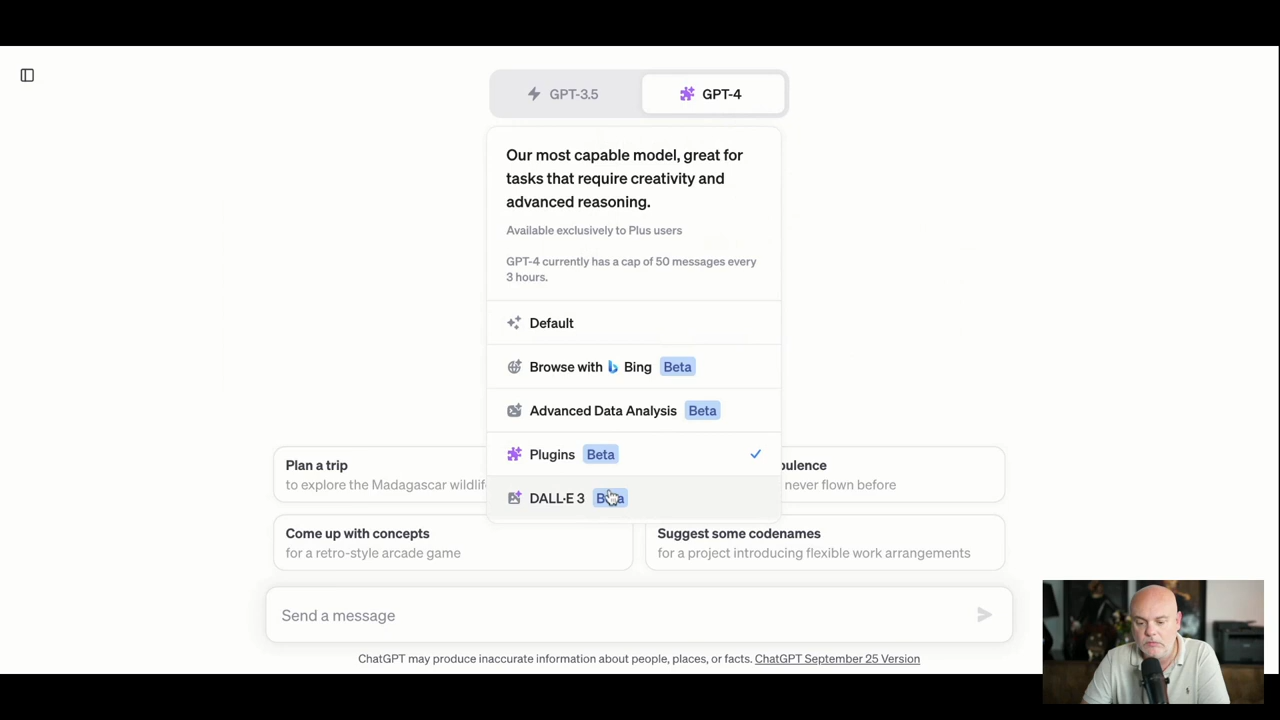 GPT-3.5
GPT-4
Our most capable model, great for
tasks that require creativity and
advanced reasoning.
Available exclusively to Plus users
GPT-4 currently has a cap of 50 messages every
3 hours.
Default
Browse with Bing Beta
Advanced Data Analysis Beta
Plugins Beta
DALL·E 3
Plan a trip
to explore the Madagascar
never flown before
Come up with concepts
for a retro-style arcade game
Suggest some codenames
for a project introducing flexible work arrangements
Send a message
ChatGPT may produce inaccurate information about people, places, or facts. ChatGPT September 25 Version